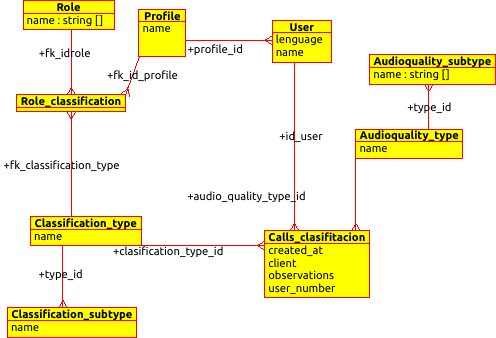 Role
name : string []
Profile
name
User
lenguage
name
+fk_idrole
+profile_id
+fk_id_profile
Audioquality_subtype
name : string []
Role_classification
+type_id
+id_user
Audioquality_type
name
+fk_classification_type
+audio_quality_type_id
Classification_type
name
+clasification_type_id
Calls_clasifitacion
created_at
client
observations
user_number
+type_id
Classification_subtype
name